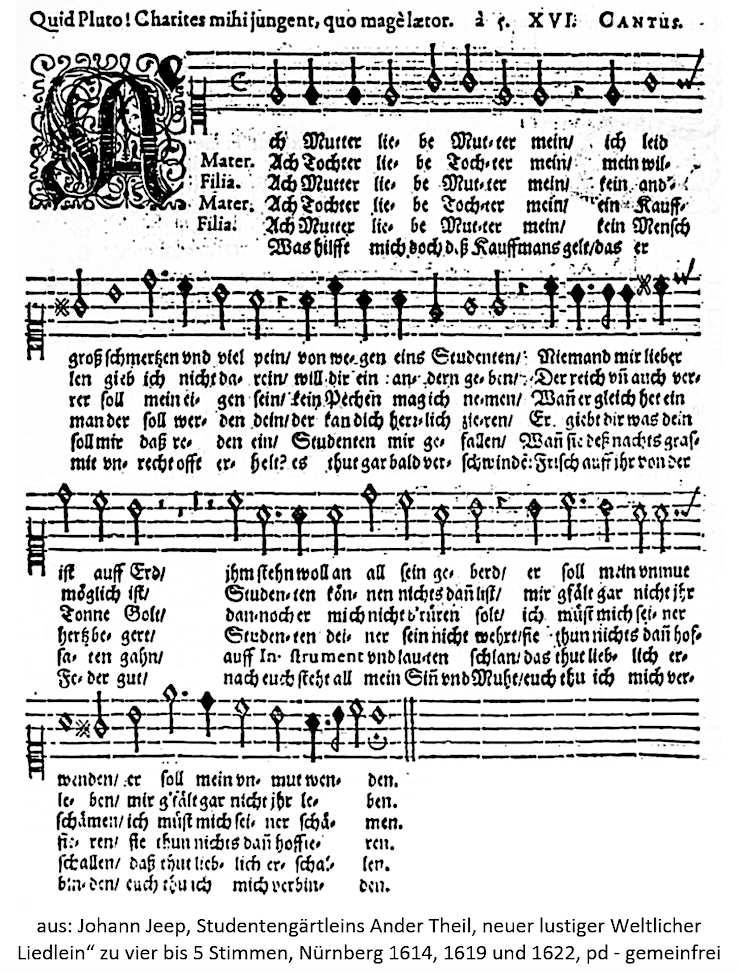 Quid Pluto! Charites mihi jungent, quo magè lætor. à 5. XVI. CANTUS.
A
ch Mutter lie, be Mut,ter mein/ ich leid
Mater. Ach Tochter lie, be Toch,ter mein/ mein wil,
Filia. Ach Mutter lie, be Mut,ter mein/ kein and,
Mater. Ach Tochter lie, be Tochter mein/ ein Kauff,
Filia. Ach Mutter lie, be Mut,ter mein/ kein Mensch
Was hilfft mich doch deß Kauffmans gelt/das er
groß schmertzen vnd viel pein/ von we,gen eins Studenten/ Niemand mir lieber
len gieb ich nicht da, rein/ will dir ein an, dern ge,ben/ Der reich vñ auch ver,
rer soll mein ei, gen sein/ kein Pechen mag ich nemen/ Wañ er gleich het ein
man der soll wer, den dein/der kan dich hertz,lich zie,ren/ Er giebt dir was dein
soll mir daß re, den ein/ Studenten mir ge, fallen/ Wañ sie deß nachts gras,
mit vn, recht offt er, helt? es thut gar bald ver, schwindẽ: Frisch auff jhr von der
ist auff Erd/ jhm stehn woll an all sein ge, berd/ er soll mein vnmut
möglich ist/ Studen,ten kön, nen nichts dañ list/ mir gfält gar nicht jhr
Tonne Golt/ dan,noch er mich nicht b'rüren solt/ ich müst mich sei, ner
hertz be, gert/ Studen,ten dei, ner sein nicht wehrt/sie thun nichts dañ hof,
sa, ten gahn/ auff In, strument vnd lau,ten schlan/ das thut lieb, lich er,
Fe,der gut/ nach euch steht all mein Siñ vnd Muht/euch thu ich mich ver,
wenden/ er soll mein vn, mut wen, den.
le, ben/ mir g'fält gar nicht jhr le, ben.
schämen/ ich müst mich sei, ner schä, men.
fie, ren/ sie thun nichts dañ hoffie, ren.
schallen/ daß thut lieb, lich er, schal, len.
bin,den/ euch thu ich mich verbin, den.
aus: Johann Jeep, Studentengärtleins Ander Theil, neuer lustiger Weltlicher
Liedlein“ zu vier bis 5 Stimmen, Nürnberg 1614, 1619 und 1622, pd - gemeinfrei